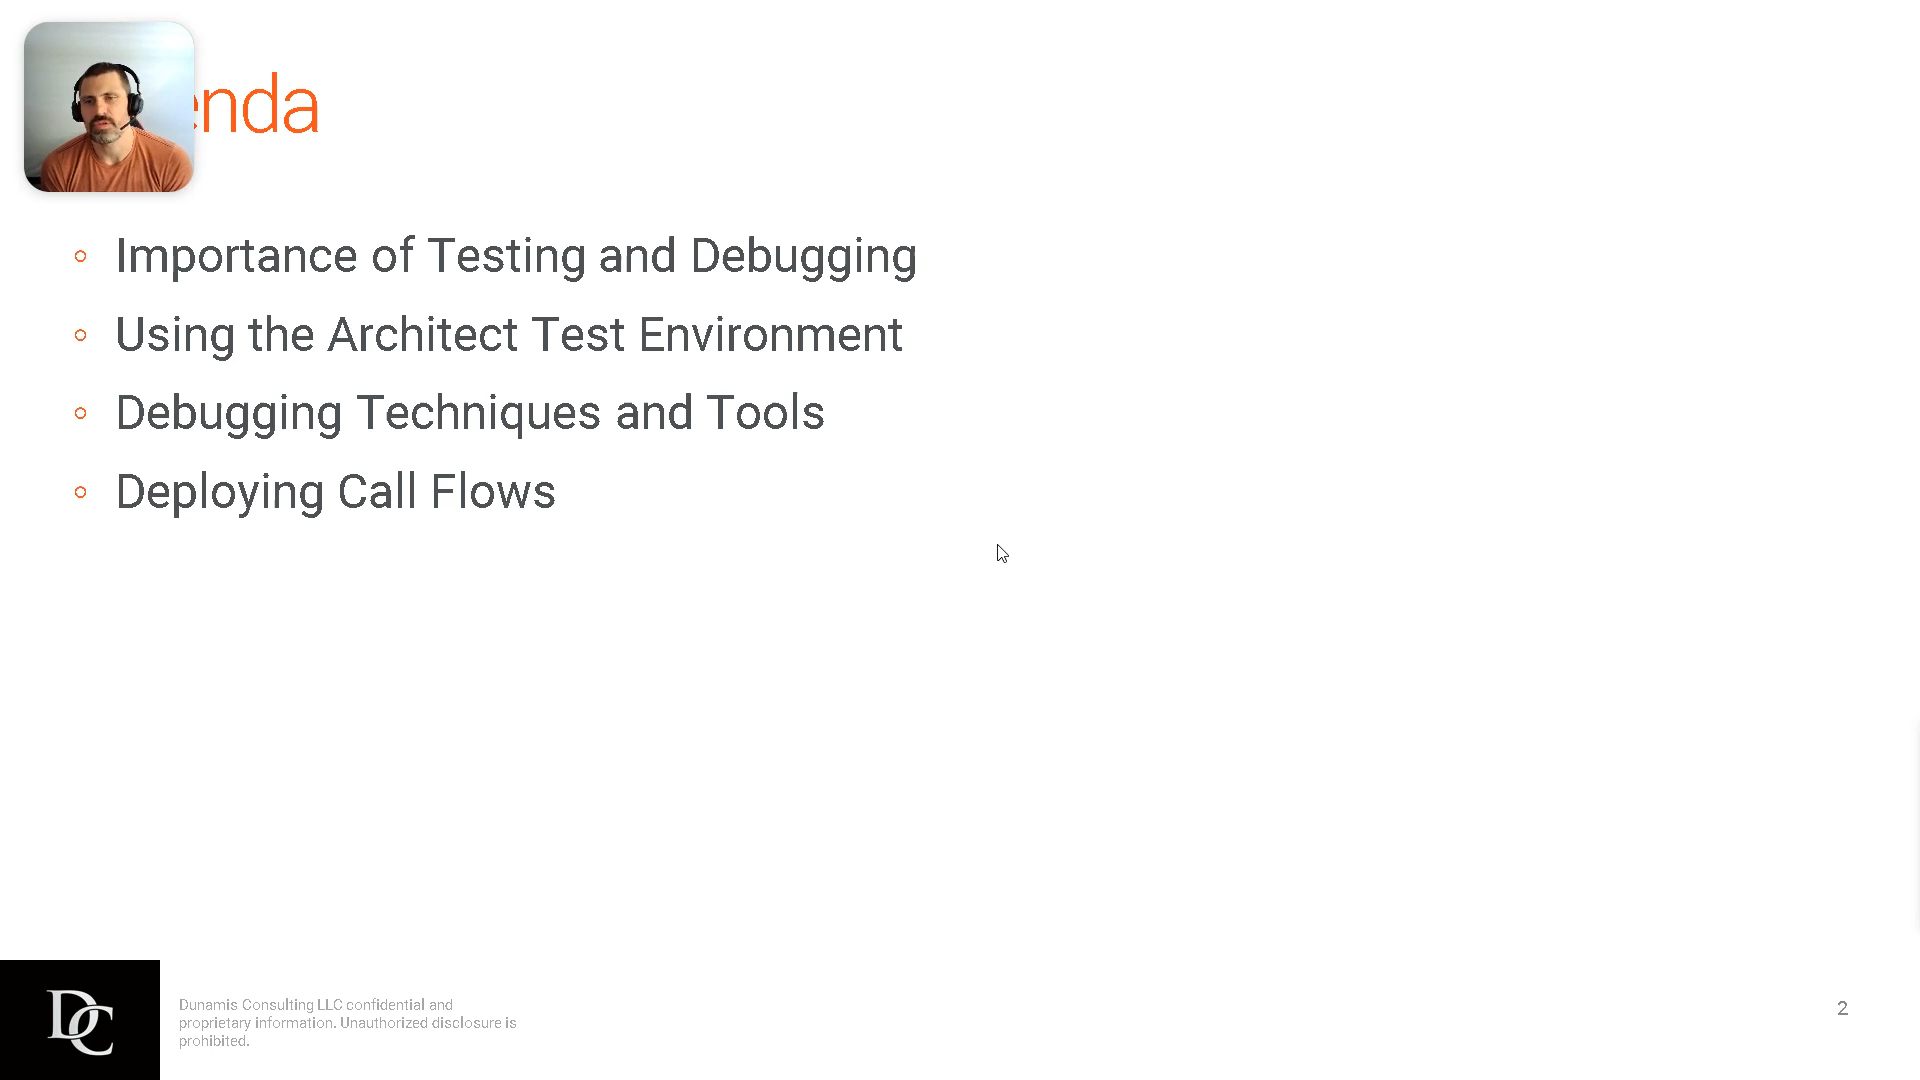 enda
Importance of Testing and Debugging
Using the Architect Test Environment
Debugging Techniques and Tools
Deploying Call Flows
DC
Dunamis Consulting LLC confidential and
proprietary information. Unauthorized disclosure is
prohibited.
2